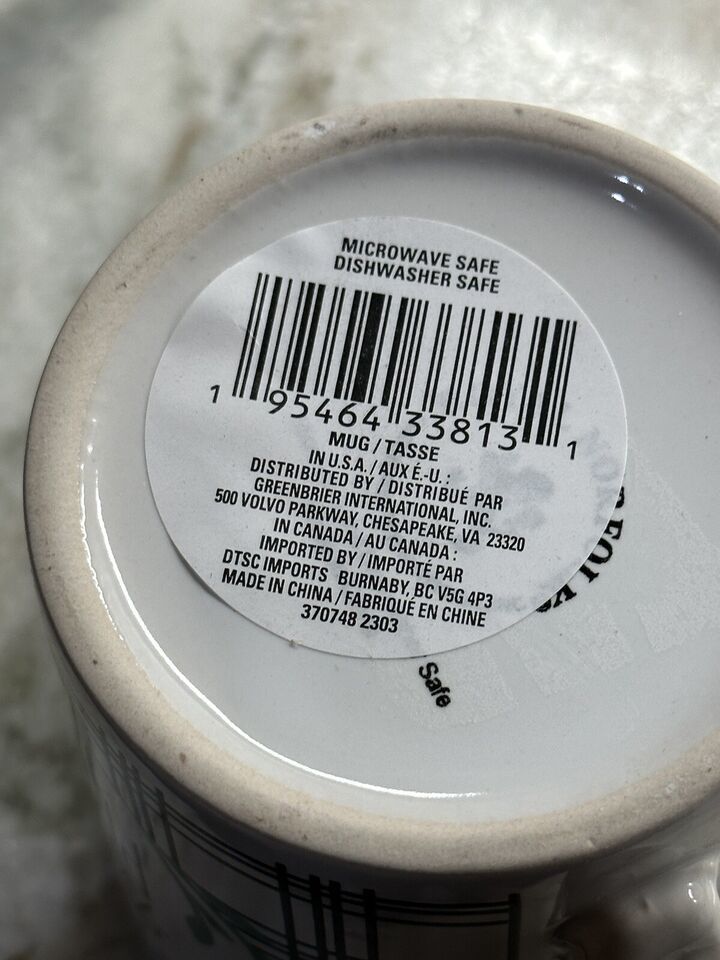 MICROWAVE SAFE
DISHWASHER SAFE
1 95464 33813 1
MUG / TASSE
IN U.S.A. / AUX É.-U. :
DISTRIBUTED BY / DISTRIBUÉ PAR
GREENBRIER INTERNATIONAL, INC.
500 VOLVO PARKWAY, CHESAPEAKE, VA 23320
IN CANADA / AU CANADA :
IMPORTED BY / IMPORTÉ PAR
DTSC IMPORTS BURNABY, BC V5G 4P3
MADE IN CHINA / FABRIQUÉ EN CHINE
370748 2303
Safe